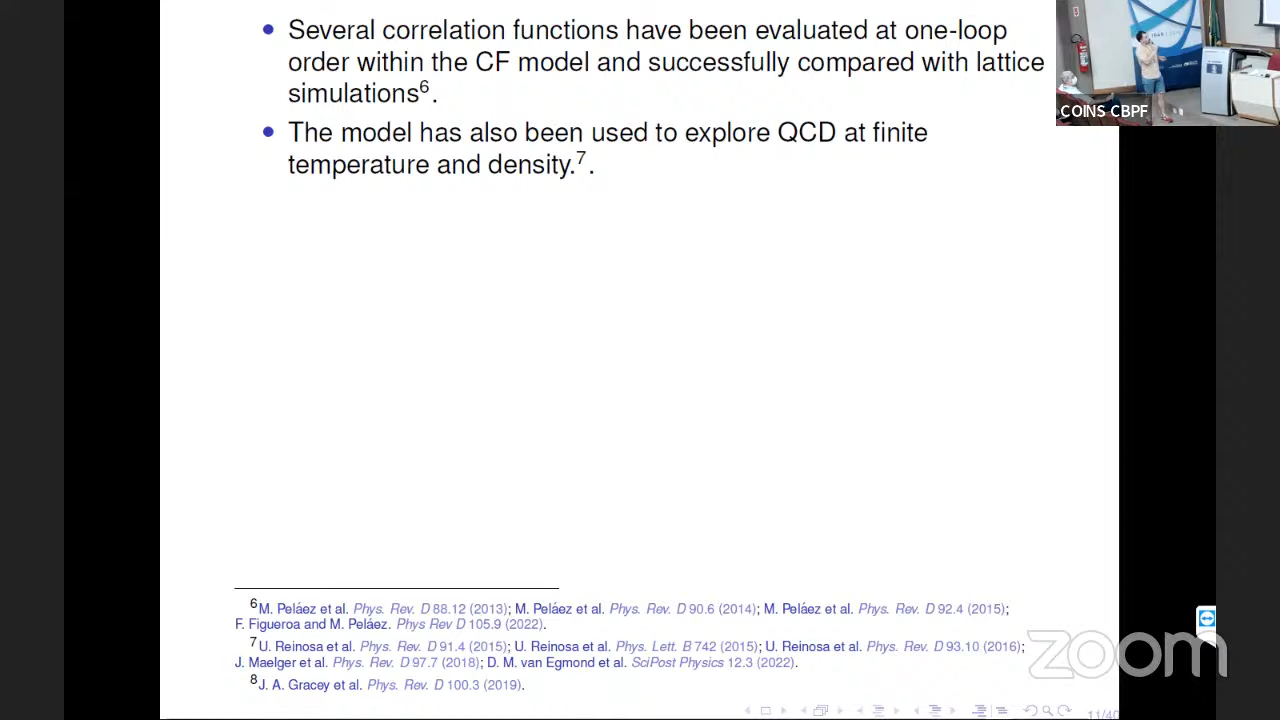 • Several correlation functions have been evaluated at one-loop
order within the CF model and successfully compared with lattice
simulations6.
• The model has also been used to explore QCD at finite
temperature and density.7.
COINS CBPF
6M. Peláez et al. Phys. Rev. D 88.12 (2013); M. Peláez et al. Phys. Rev. D 90.6 (2014); M. Peláez et al. Phys. Rev. D 92.4 (2015);
F. Figueroa and M. Peláez. Phys Rev D 105.9 (2022).
7U. Reinosa et al. Phys. Rev. D 91.4 (2015); U. Reinosa et al. Phys. Lett. B 742 (2015); U. Reinosa et al. Phys. Rev. D 93.10 (2016);
J. Maelger et al. Phys. Rev. D 97.7 (2018); D. M. van Egmond et al. SciPost Physics 12.3 (2022).
8J. A. Gracey et al. Phys. Rev. D 100.3 (2019).
zoom
11/40